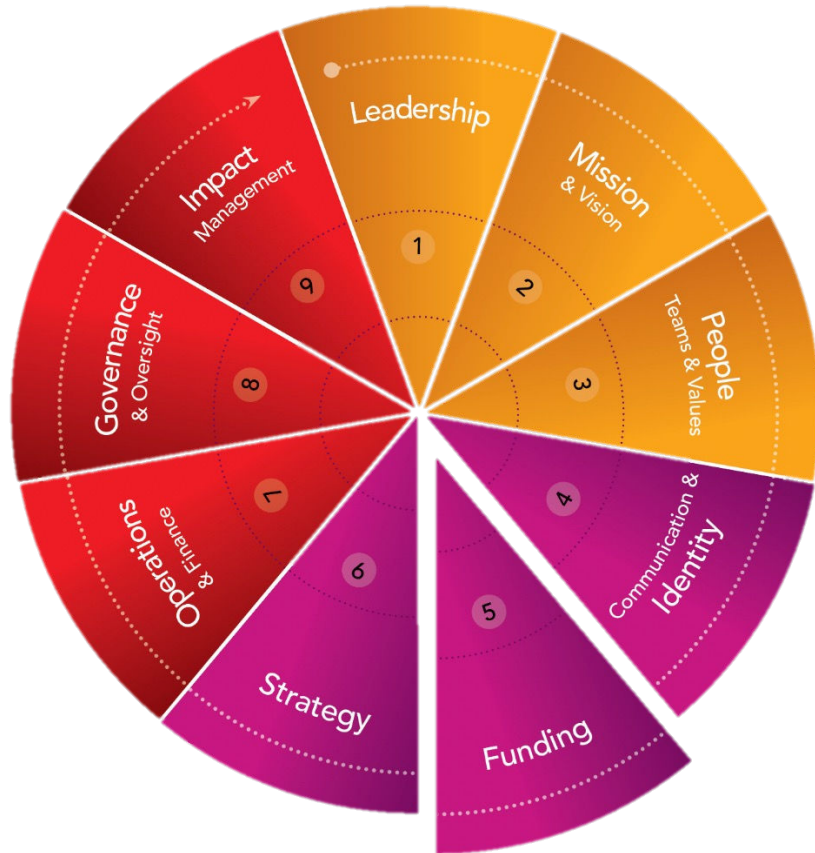 Leadership
1
Mission
& Vision
2
People
Teams & Values
3
Communication &
Identity
4
Funding
5
Strategy
6
Operations
& Finance
7
Governance
& Oversight
8
Impact
Management
9